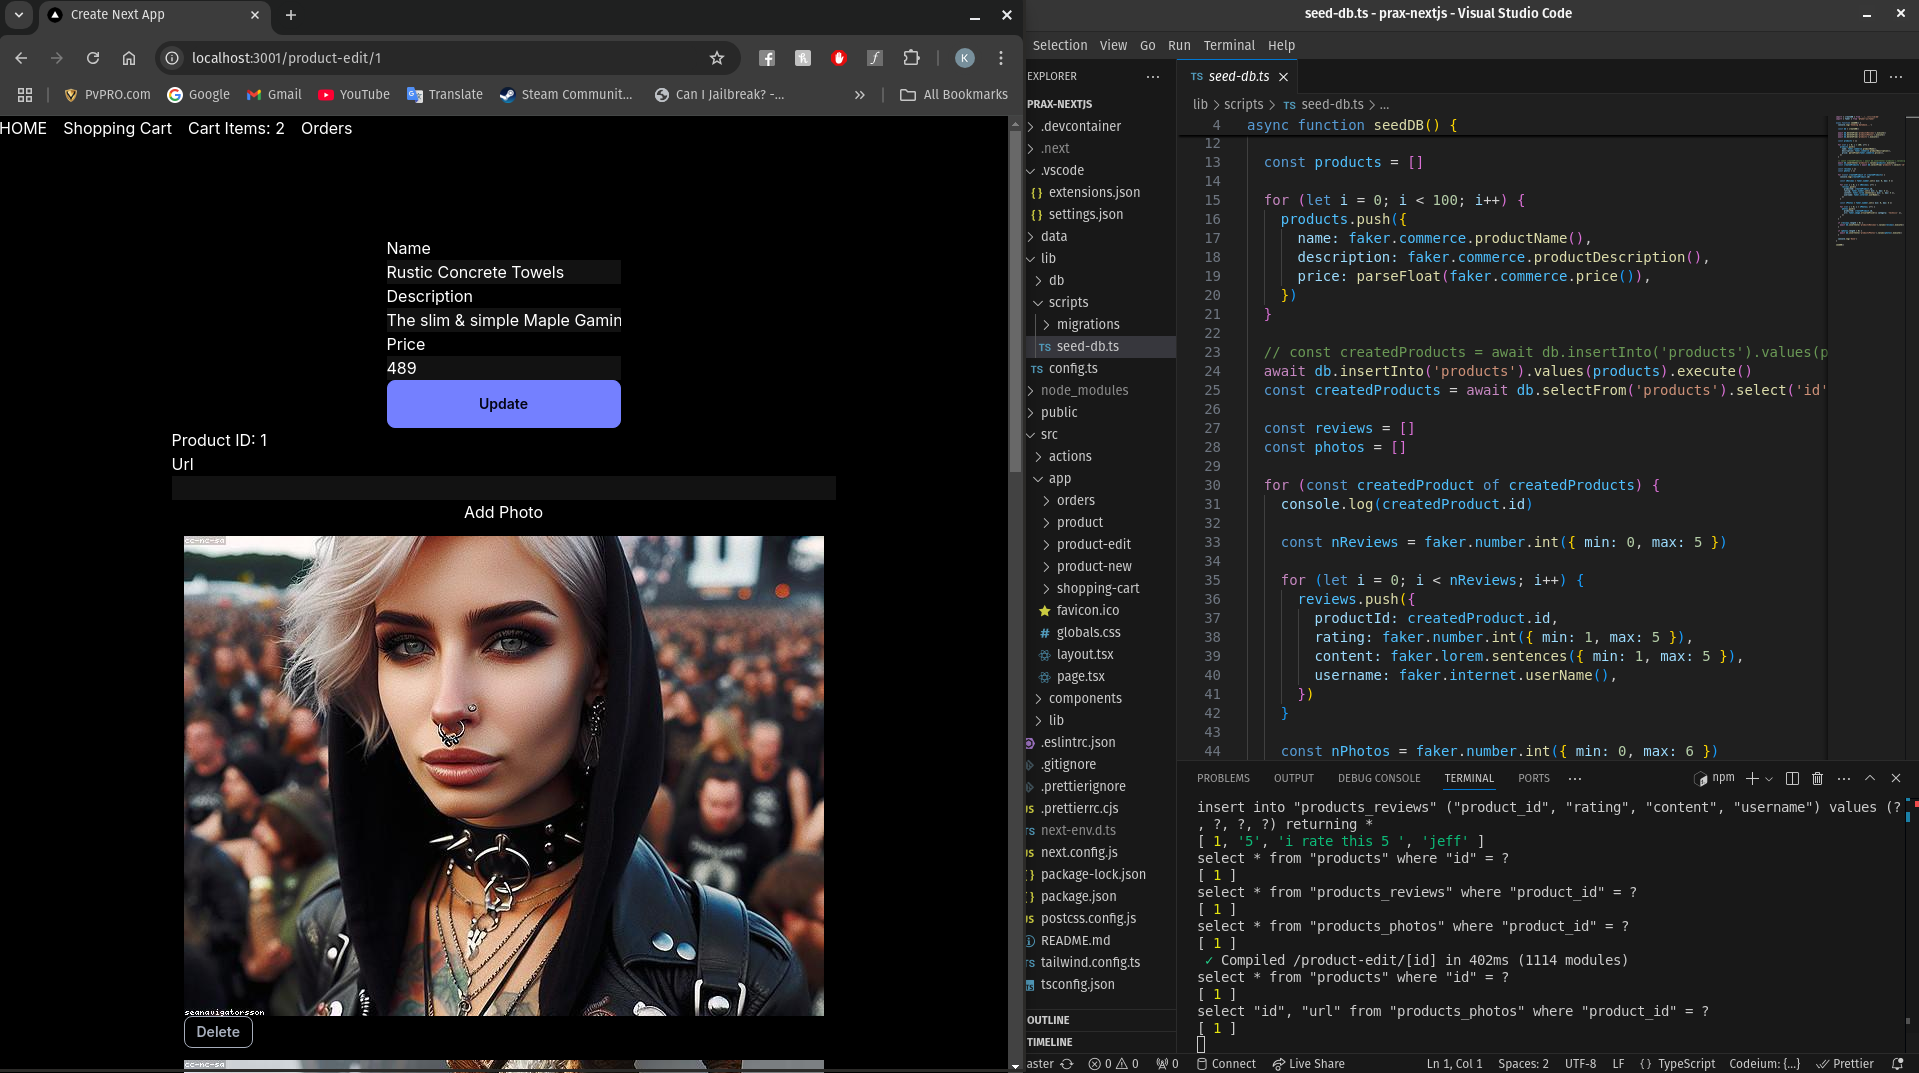 Create Next App
localhost:3001/product-edit/1
K
PvPRO.com
Google
Gmail
YouTube
Translate
Steam Communit...
Can I Jailbreak? -...
All Bookmarks
HOME
Shopping Cart
Cart Items: 2
Orders
Name
Rustic Concrete Towels
Description
The slim & simple Maple Gamin
Price
489
Update
Product ID: 1
Url
Add Photo
cc-nc-sa
seanavigatorsson
Delete
cc-nc-sa
seed-db.ts - prax-nextjs - Visual Studio Code
Selection View Go Run Terminal Help
EXPLORER
PRAX-NEXTJS
.devcontainer
.next
.vscode
{} extensions.json
{} settings.json
data
lib
db
scripts
migrations
TS seed-db.ts
TS config.ts
node_modules
public
src
actions
app
orders
product
product-edit
product-new
shopping-cart
favicon.ico
# globals.css
layout.tsx
page.tsx
components
lib
.eslintrc.json
.gitignore
.prettierignore
.prettierrc.cjs
next-env.d.ts
next.config.js
package-lock.json
package.json
postcss.config.js
README.md
tailwind.config.ts
tsconfig.json
OUTLINE
TIMELINE
TS seed-db.ts
lib > scripts > TS seed-db.ts > ...
4 async function seedDB() {
12
13 const products = []
14
15 for (let i = 0; i < 100; i++) {
16 products.push({
17 name: faker.commerce.productName(),
18 description: faker.commerce.productDescription(),
19 price: parseFloat(faker.commerce.price()),
20 })
21 }
22
23 // const createdProducts = await db.insertInto('products').values(p
24 await db.insertInto('products').values(products).execute()
25 const createdProducts = await db.selectFrom('products').select('id'
26
27 const reviews = []
28 const photos = []
29
30 for (const createdProduct of createdProducts) {
31 console.log(createdProduct.id)
32
33 const nReviews = faker.number.int({ min: 0, max: 5 })
34
35 for (let i = 0; i < nReviews; i++) {
36 reviews.push({
37 productId: createdProduct.id,
38 rating: faker.number.int({ min: 1, max: 5 }),
39 content: faker.lorem.sentences({ min: 1, max: 5 }),
40 username: faker.internet.userName(),
41 })
42 }
43
44 const nPhotos = faker.number.int({ min: 0, max: 6 })
PROBLEMS OUTPUT DEBUG CONSOLE TERMINAL PORTS ... npm
insert into "products_reviews" ("product_id", "rating", "content", "username") values (?
, ?, ?, ?) returning *
[ 1, '5', 'i rate this 5 ', 'jeff' ]
select * from "products" where "id" = ?
[ 1 ]
select * from "products_reviews" where "product_id" = ?
[ 1 ]
select * from "products_photos" where "product_id" = ?
[ 1 ]
✓ Compiled /product-edit/[id] in 402ms (1114 modules)
select * from "products" where "id" = ?
[ 1 ]
select "id", "url" from "products_photos" where "product_id" = ?
[ 1 ]
aster 0 0 0 Connect Live Share Ln 1, Col 1 Spaces: 2 UTF-8 LF {} TypeScript Codeium: {...} Prettier